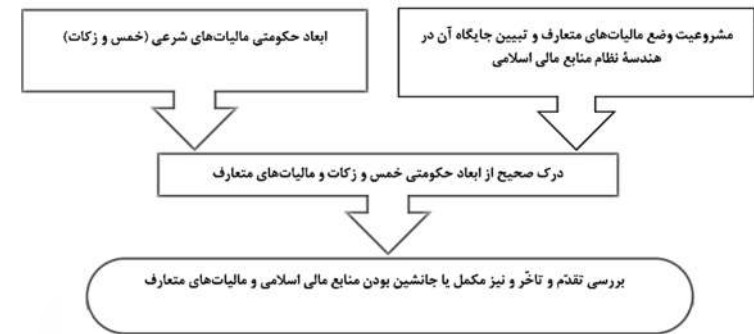 مشروعیت وضع مالیات‌های متعارف و تبیین جایگاه آن در
هندسهٔ نظام منابع مالی اسلامی
ابعاد حکومتی مالیات‌های شرعی (خمس و زکات)
درک صحیح از ابعاد حکومتی خمس و زکات و مالیات‌های متعارف
بررسی تقدّم و تاخّر و نیز مکمل یا جانشین بودن منابع مالی اسلامی و مالیات‌های متعارف